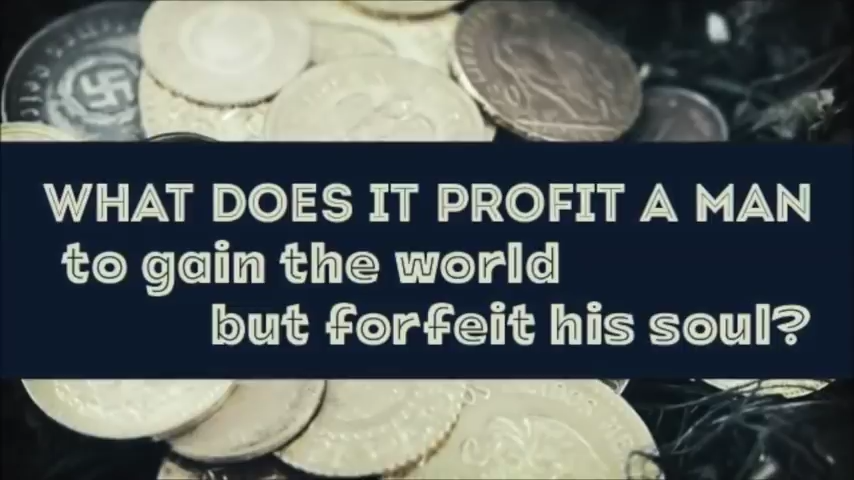 WHAT DOES IT PROFIT A MAN
to gain the world
but forfeit his soul?